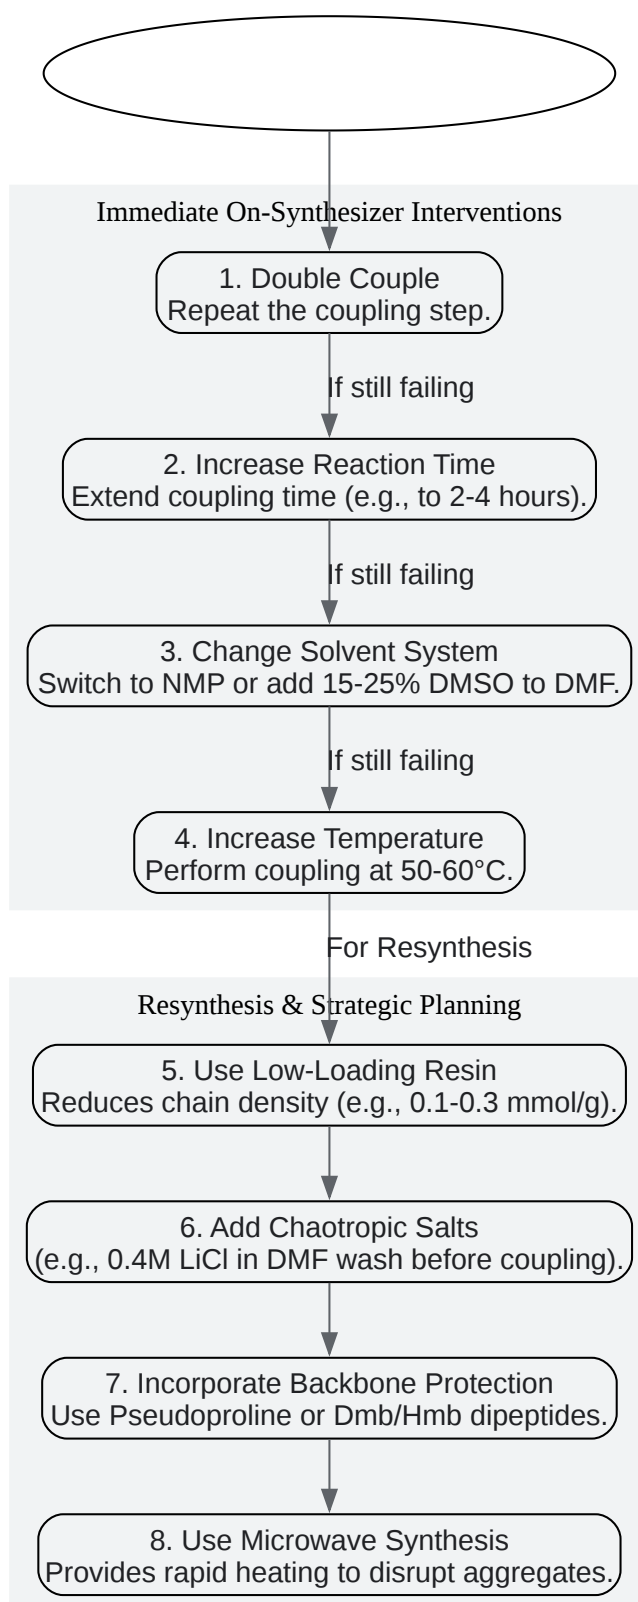 Immediate On-Synthesizer Interventions
1. Double Couple
Repeat the coupling step.
If still failing
2. Increase Reaction Time
Extend coupling time (e.g., to 2-4 hours).
If still failing
3. Change Solvent System
Switch to NMP or add 15-25% DMSO to DMF.
If still failing
4. Increase Temperature
Perform coupling at 50-60°C.
For Resynthesis
Resynthesis & Strategic Planning
5. Use Low-Loading Resin
Reduces chain density (e.g., 0.1-0.3 mmol/g).
6. Add Chaotropic Salts
(e.g., 0.4M LiCl in DMF wash before coupling).
7. Incorporate Backbone Protection
Use Pseudoproline or Dmb/Hmb dipeptides.
8. Use Microwave Synthesis
Provides rapid heating to disrupt aggregates.